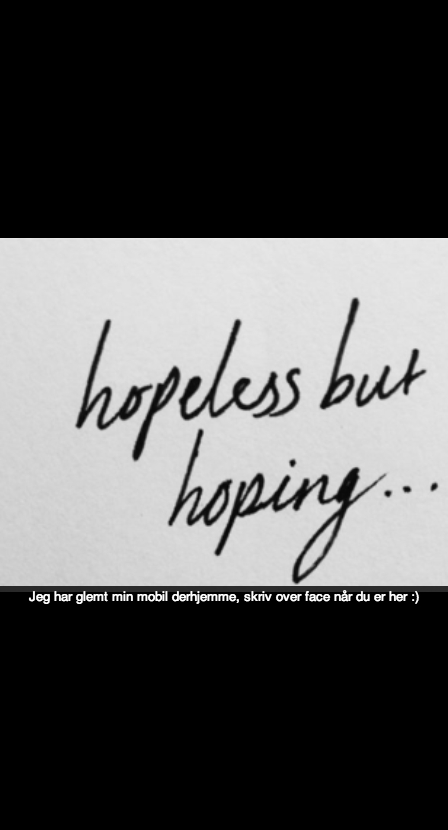 hopeless but
hoping...
Jeg har glemt min mobil derhjemme, skriv over face når du er her :)